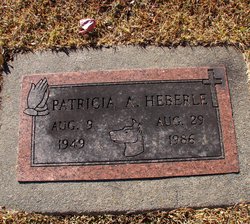 PATRICIA A. HEBERLE
AUG. 9 AUG. 29
1949 1986